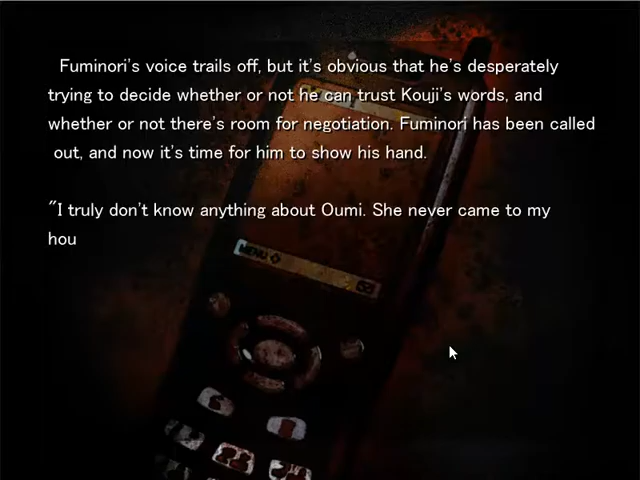 Fuminori's voice trails off, but it's obvious that he's desperately
trying to decide whether or not he can trust Kouji's words, and
whether or not there's room for negotiation. Fuminori has been called
out, and now it's time for him to show his hand.
"I truly don't know anything about Oumi. She never came to my
hou
MENU